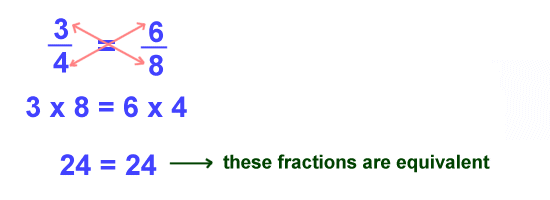 3/4 = 6/8
3 x 8 = 6 x 4
24 = 24 → these fractions are equivalent